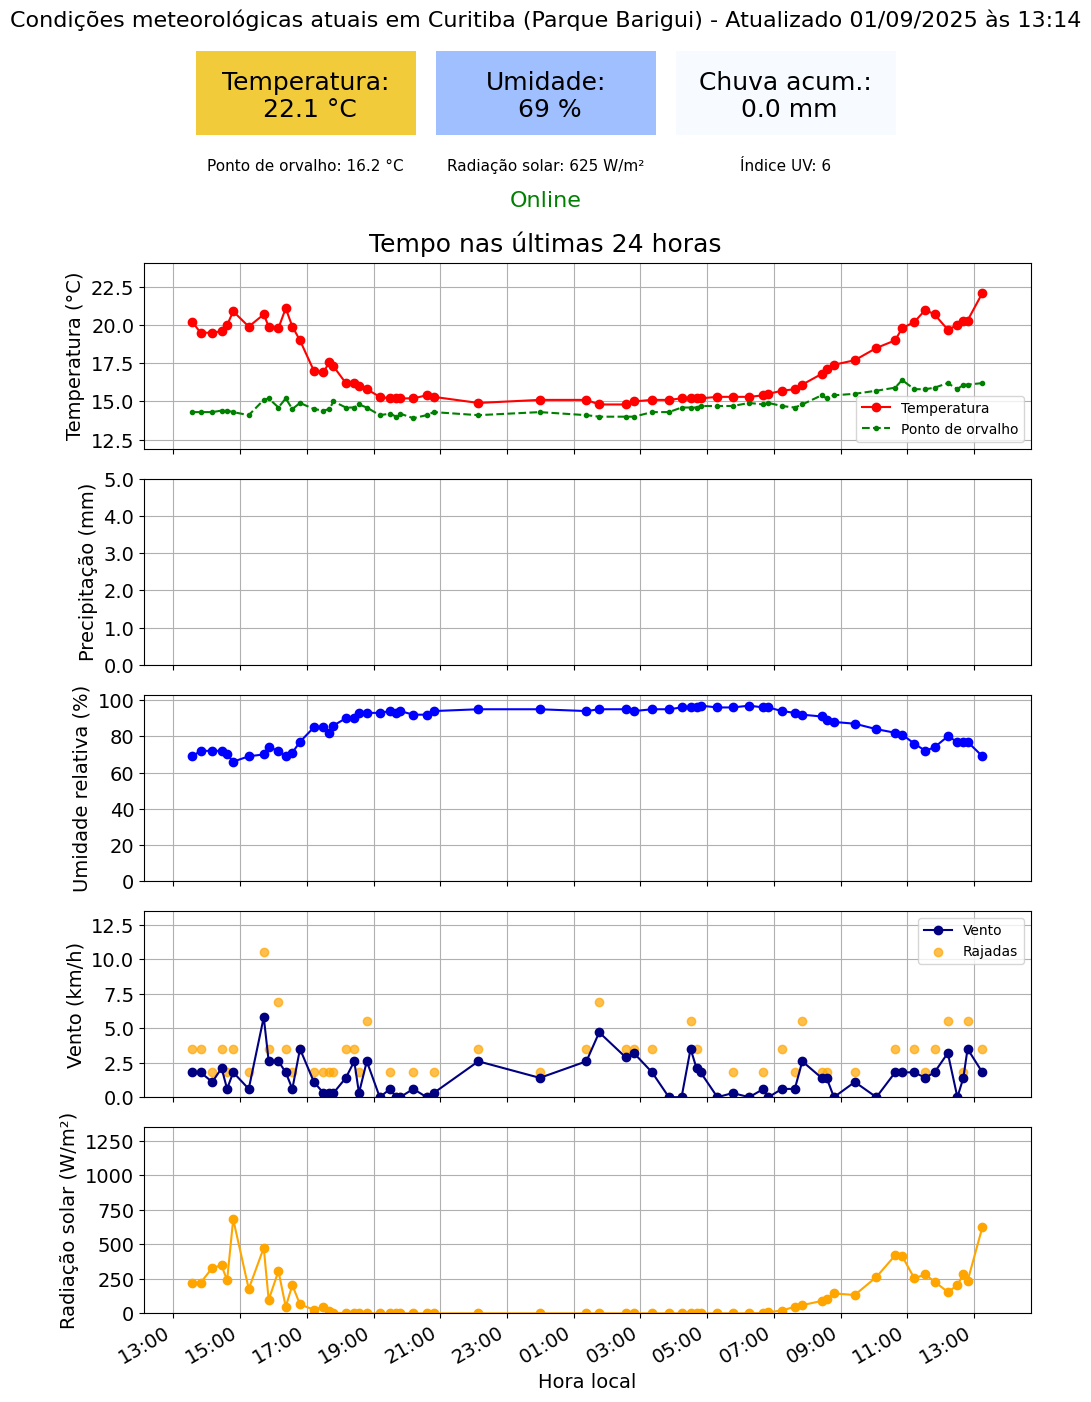 Condições meteorológicas atuais em Curitiba (Parque Barigui) - Atualizado 01/09/2025 às 13:14
Temperatura:
22.1 °C
Umidade:
69 %
Chuva acum.:
0.0 mm
Ponto de orvalho: 16.2 °C
Radiação solar: 625 W/m²
Índice UV: 6
Online
Tempo nas últimas 24 horas
Temperatura (°C)
22.5
20.0
17.5
15.0
12.5
Temperatura
Ponto de orvalho
Precipitação (mm)
5.0
4.0
3.0
2.0
1.0
0.0
Umidade relativa (%)
100
80
60
40
20
0
Vento (km/h)
12.5
10.0
7.5
5.0
2.5
0.0
Vento
Rajadas
Radiação solar (W/m²)
1250
1000
750
500
250
0
13:00
15:00
17:00
19:00
21:00
23:00
01:00
03:00
05:00
07:00
09:00
11:00
13:00
Hora local